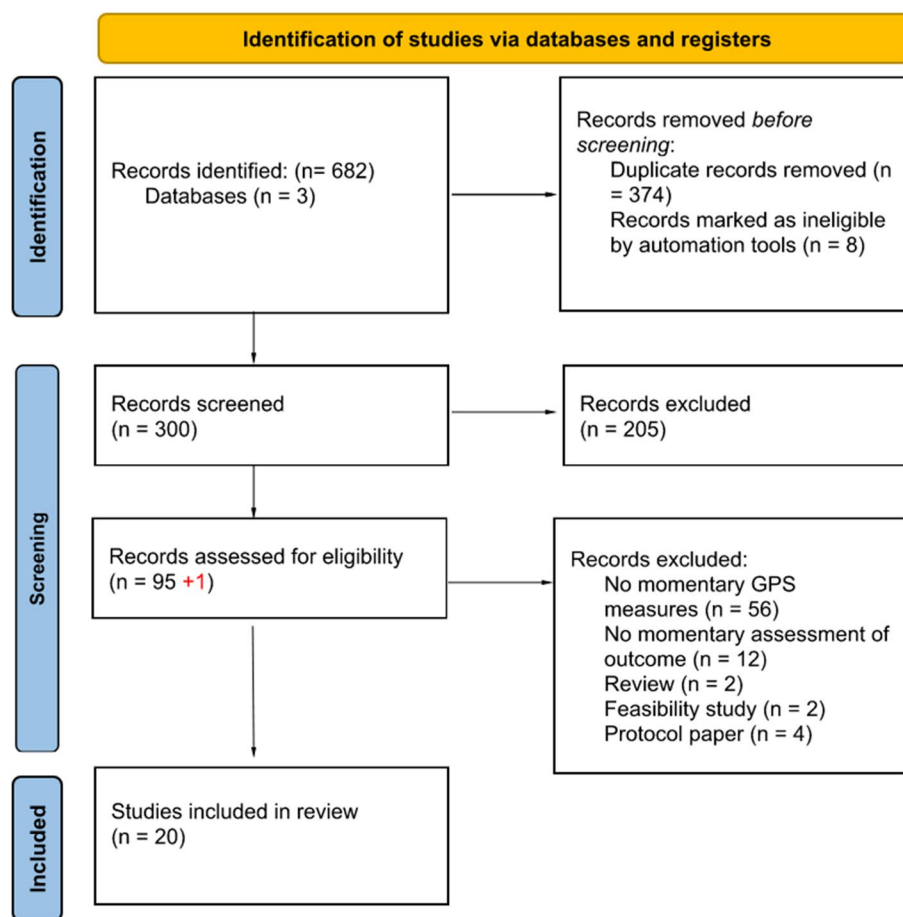 Identification of studies via databases and registers
Identification
Records identified: (n= 682)
Databases (n = 3)
Records removed before
screening:
Duplicate records removed (n
= 374)
Records marked as ineligible
by automation tools (n = 8)
Screening
Records screened
(n = 300)
Records excluded
(n = 205)
Records assessed for eligibility
(n = 95 +1)
Records excluded:
No momentary GPS
measures (n = 56)
No momentary assessment of
outcome (n = 12)
Review (n = 2)
Feasibility study (n = 2)
Protocol paper (n = 4)
Included
Studies included in review
(n = 20)